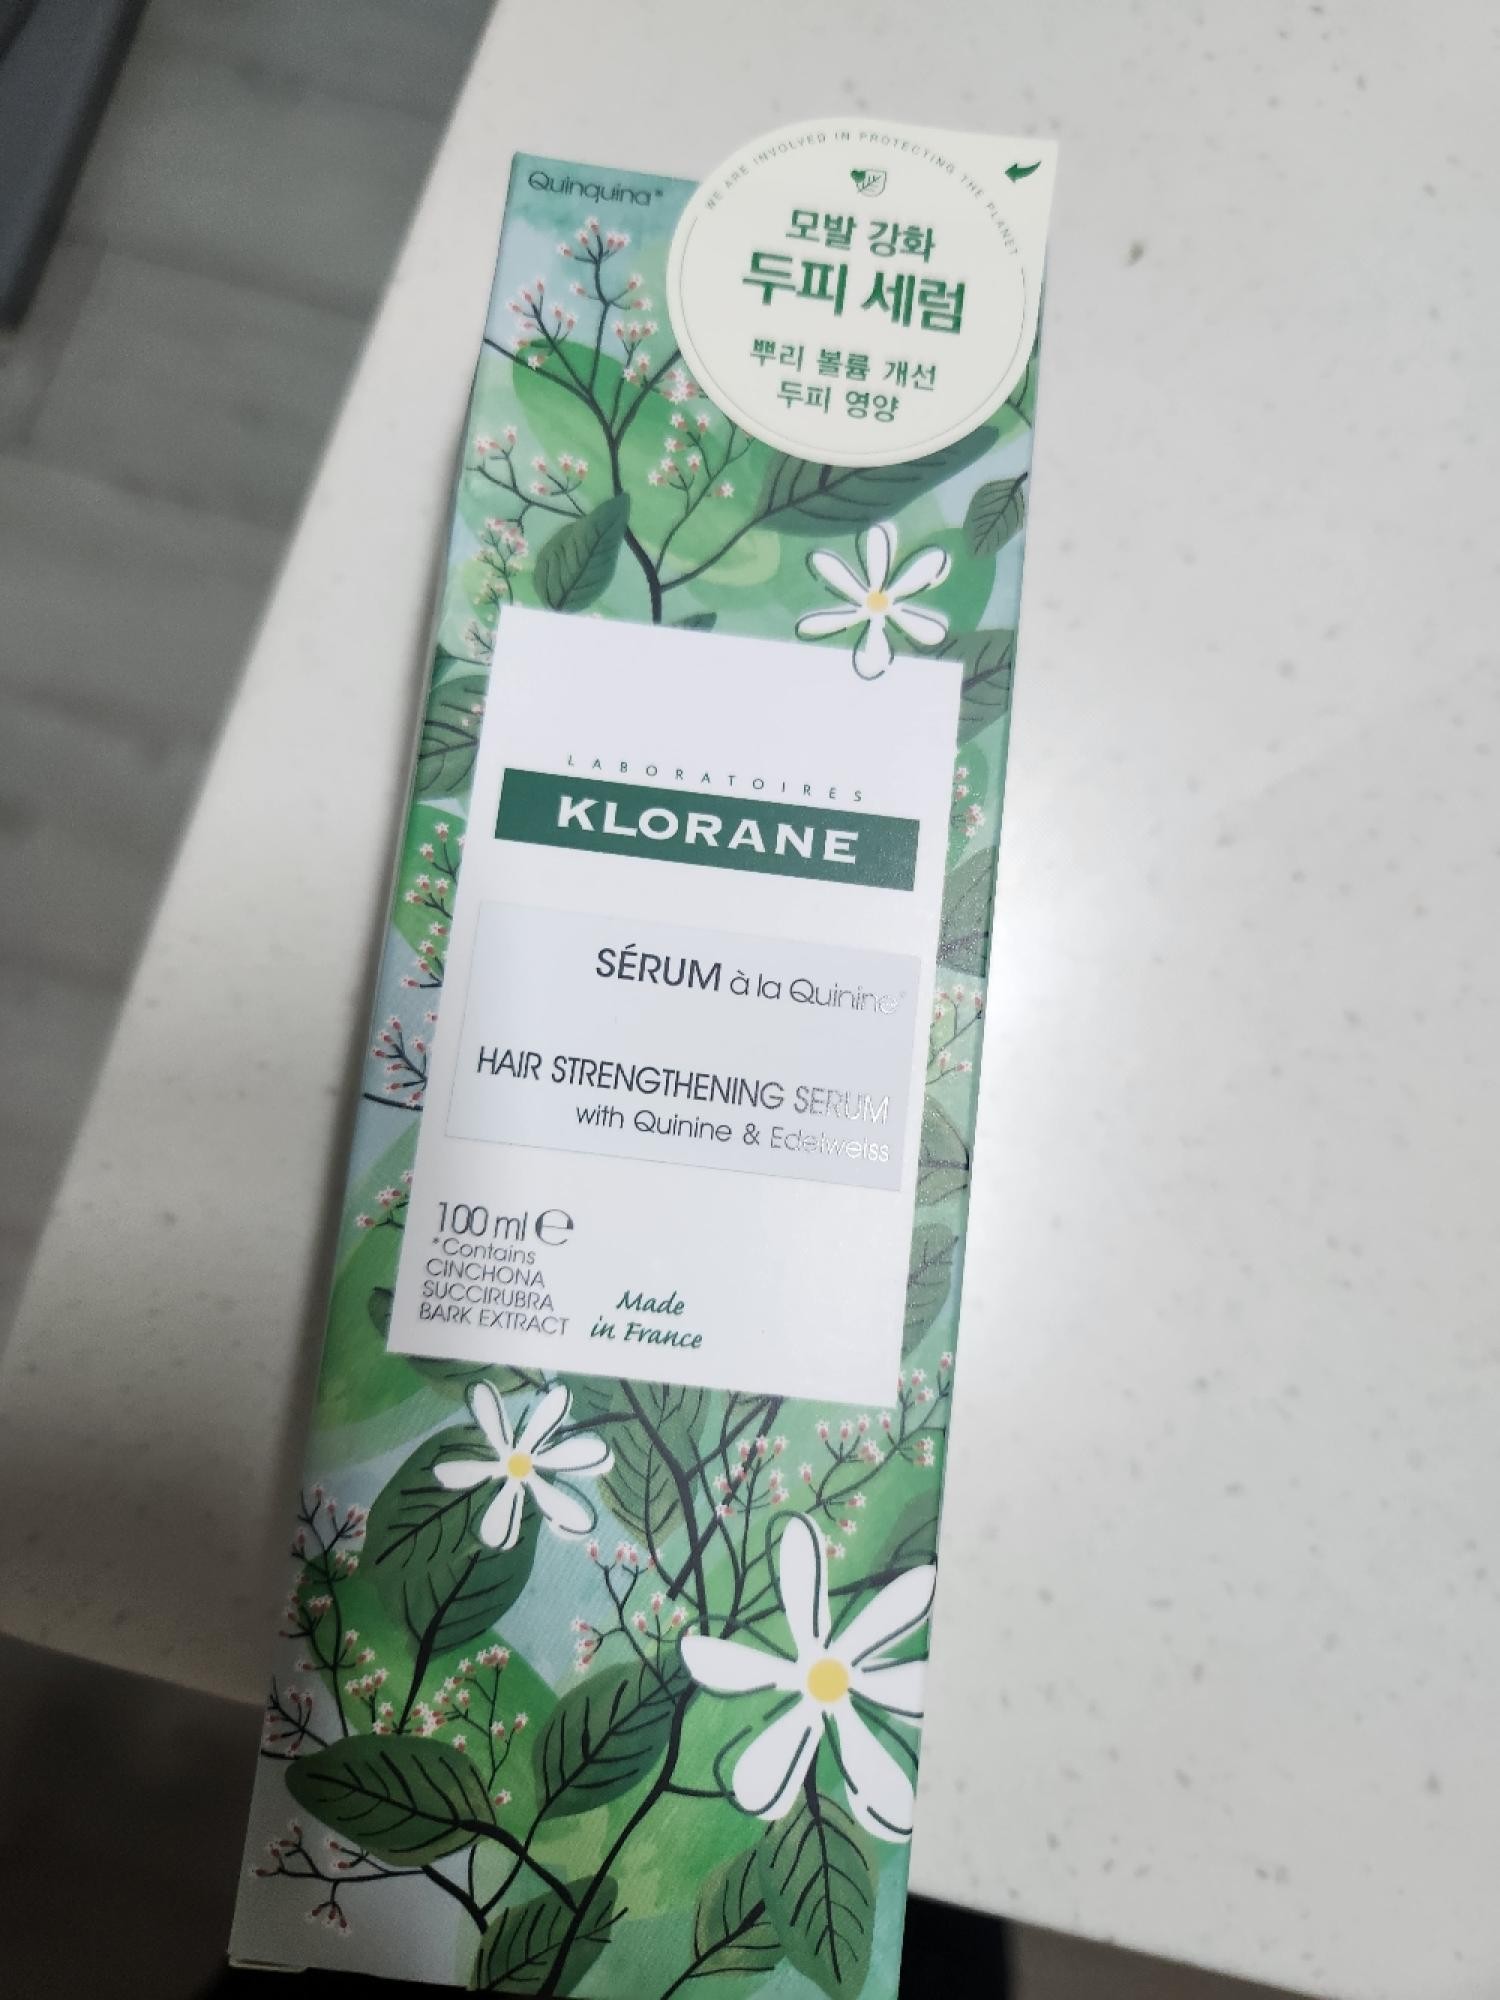 Quinquina*
WE ARE INVOLVED IN PROTECTING THE PLANET
모발 강화
두피 세럼
뿌리 볼륨 개선
두피 영양
LABORATOIRES
KLORANE
SÉRUM à la Quinine*
HAIR STRENGTHENING SERUM
with Quinine & Edelweiss
100 ml ℮
*Contains
CINCHONA
SUCCIRUBRA
BARK EXTRACT
Made
in France